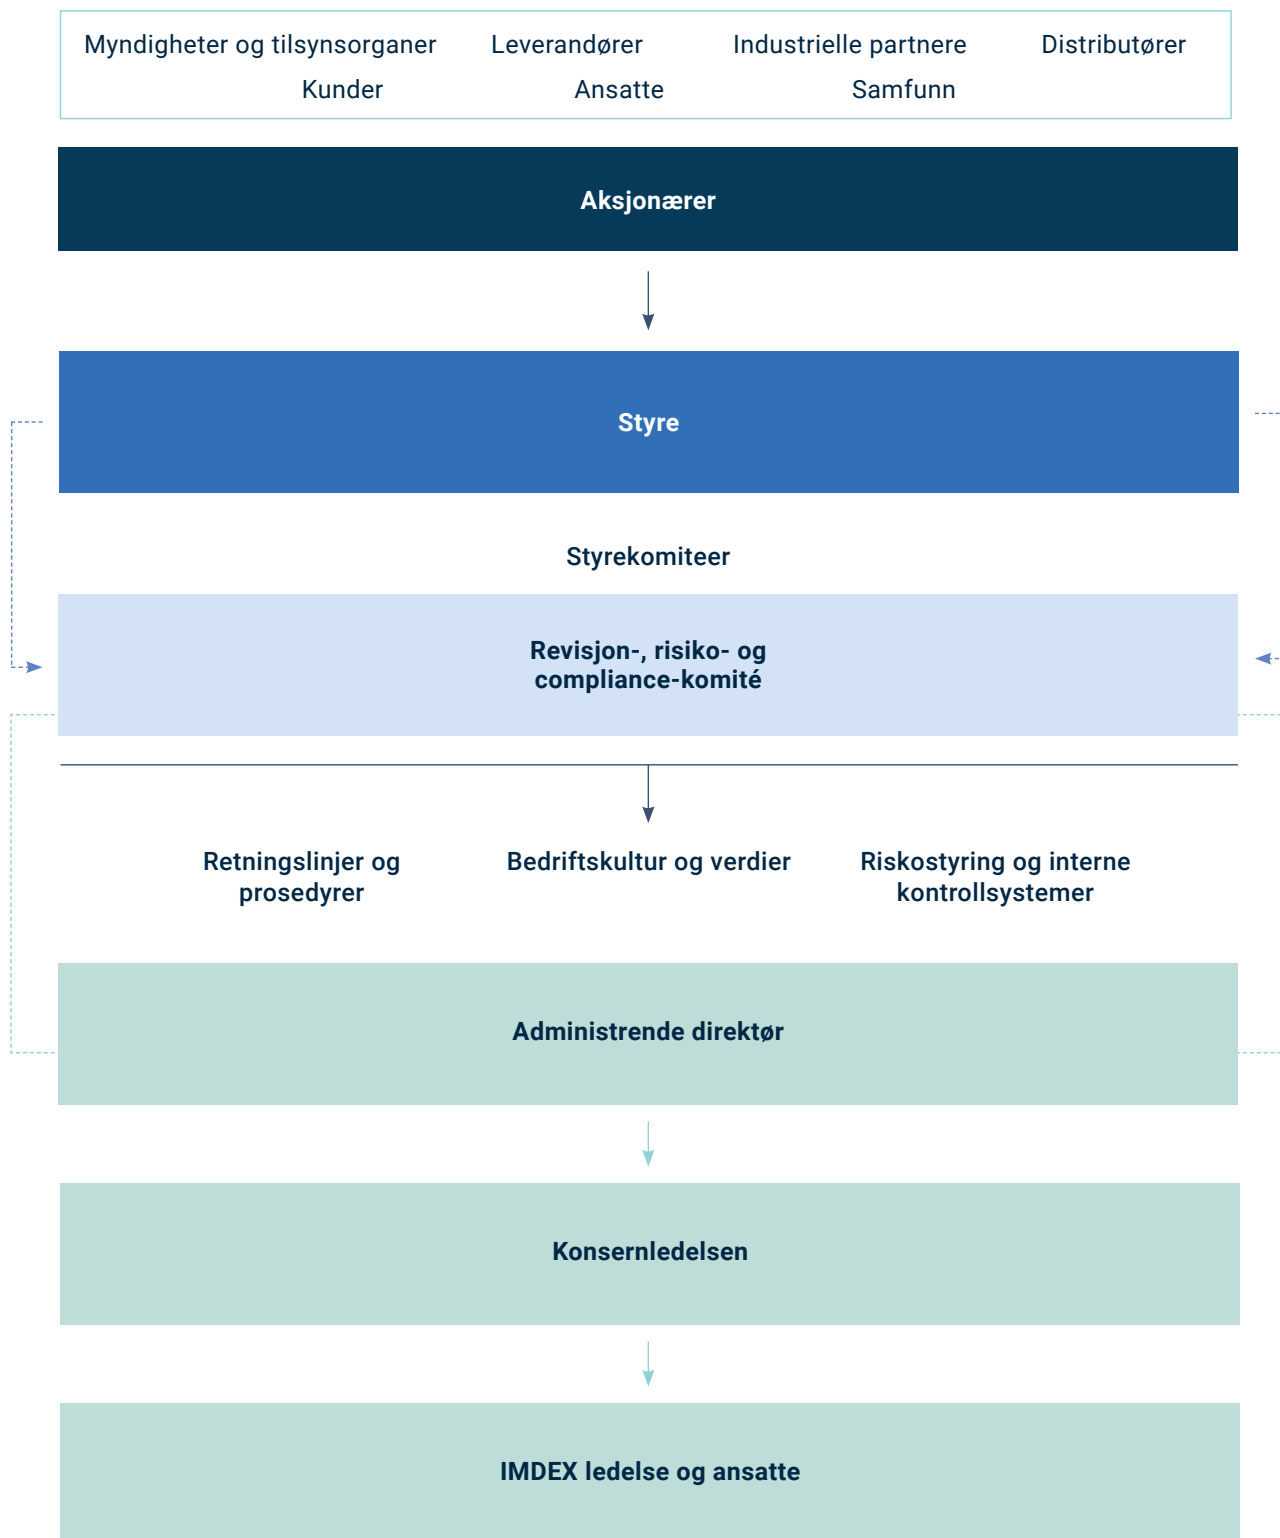 Myndigheter og tilsynsorganer Leverandører Industrielle partnere Distributører
Kunder Ansatte Samfunn
Aksjonærer
Styre
Styrekomiteer
Revisjon-, risiko- og
compliance-komité
Retningslinjer og
prosedyrer
Bedriftskultur og verdier
Riskostyring og interne
kontrollsystemer
Administrende direktør
Konsernledelsen
IMDEX ledelse og ansatte